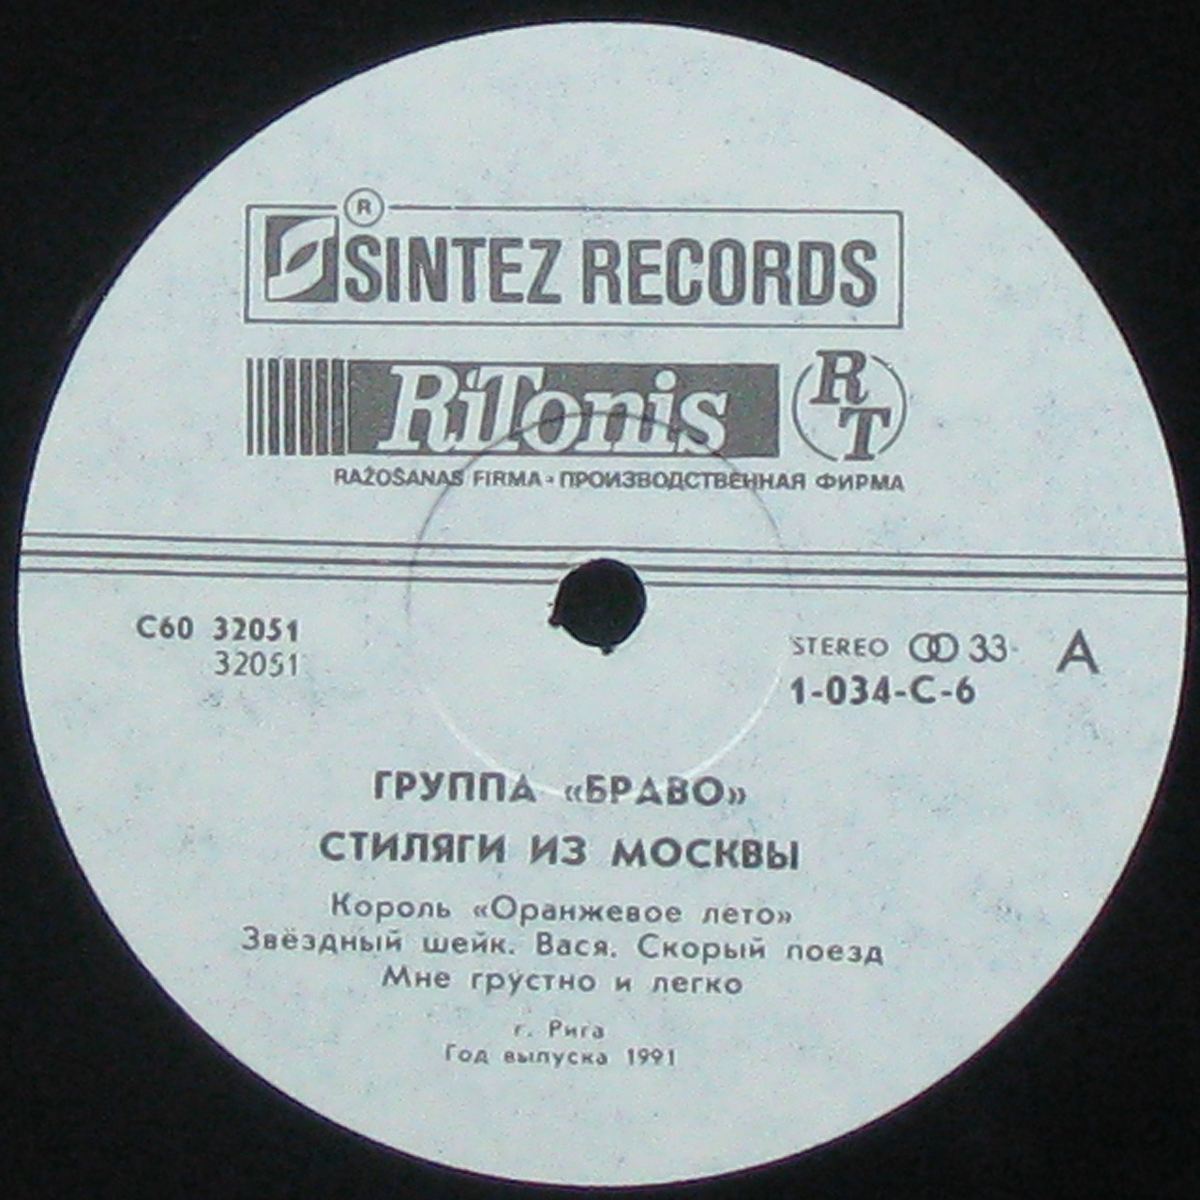 ®
SINTEZ RECORDS
RiTonis RT
RAŽOŠANAS FIRMA • ПРОИЗВОДСТВЕННАЯ ФИРМА
С60 32051
32051
STEREO 33 A
1-034-C-6
ГРУППА «БРАВО»
СТИЛЯГИ ИЗ МОСКВЫ
Король «Оранжевое лето»
Звёздный шейк. Вася. Скорый поезд
Мне грустно и легко
г. Рига
Год выпуска 1991